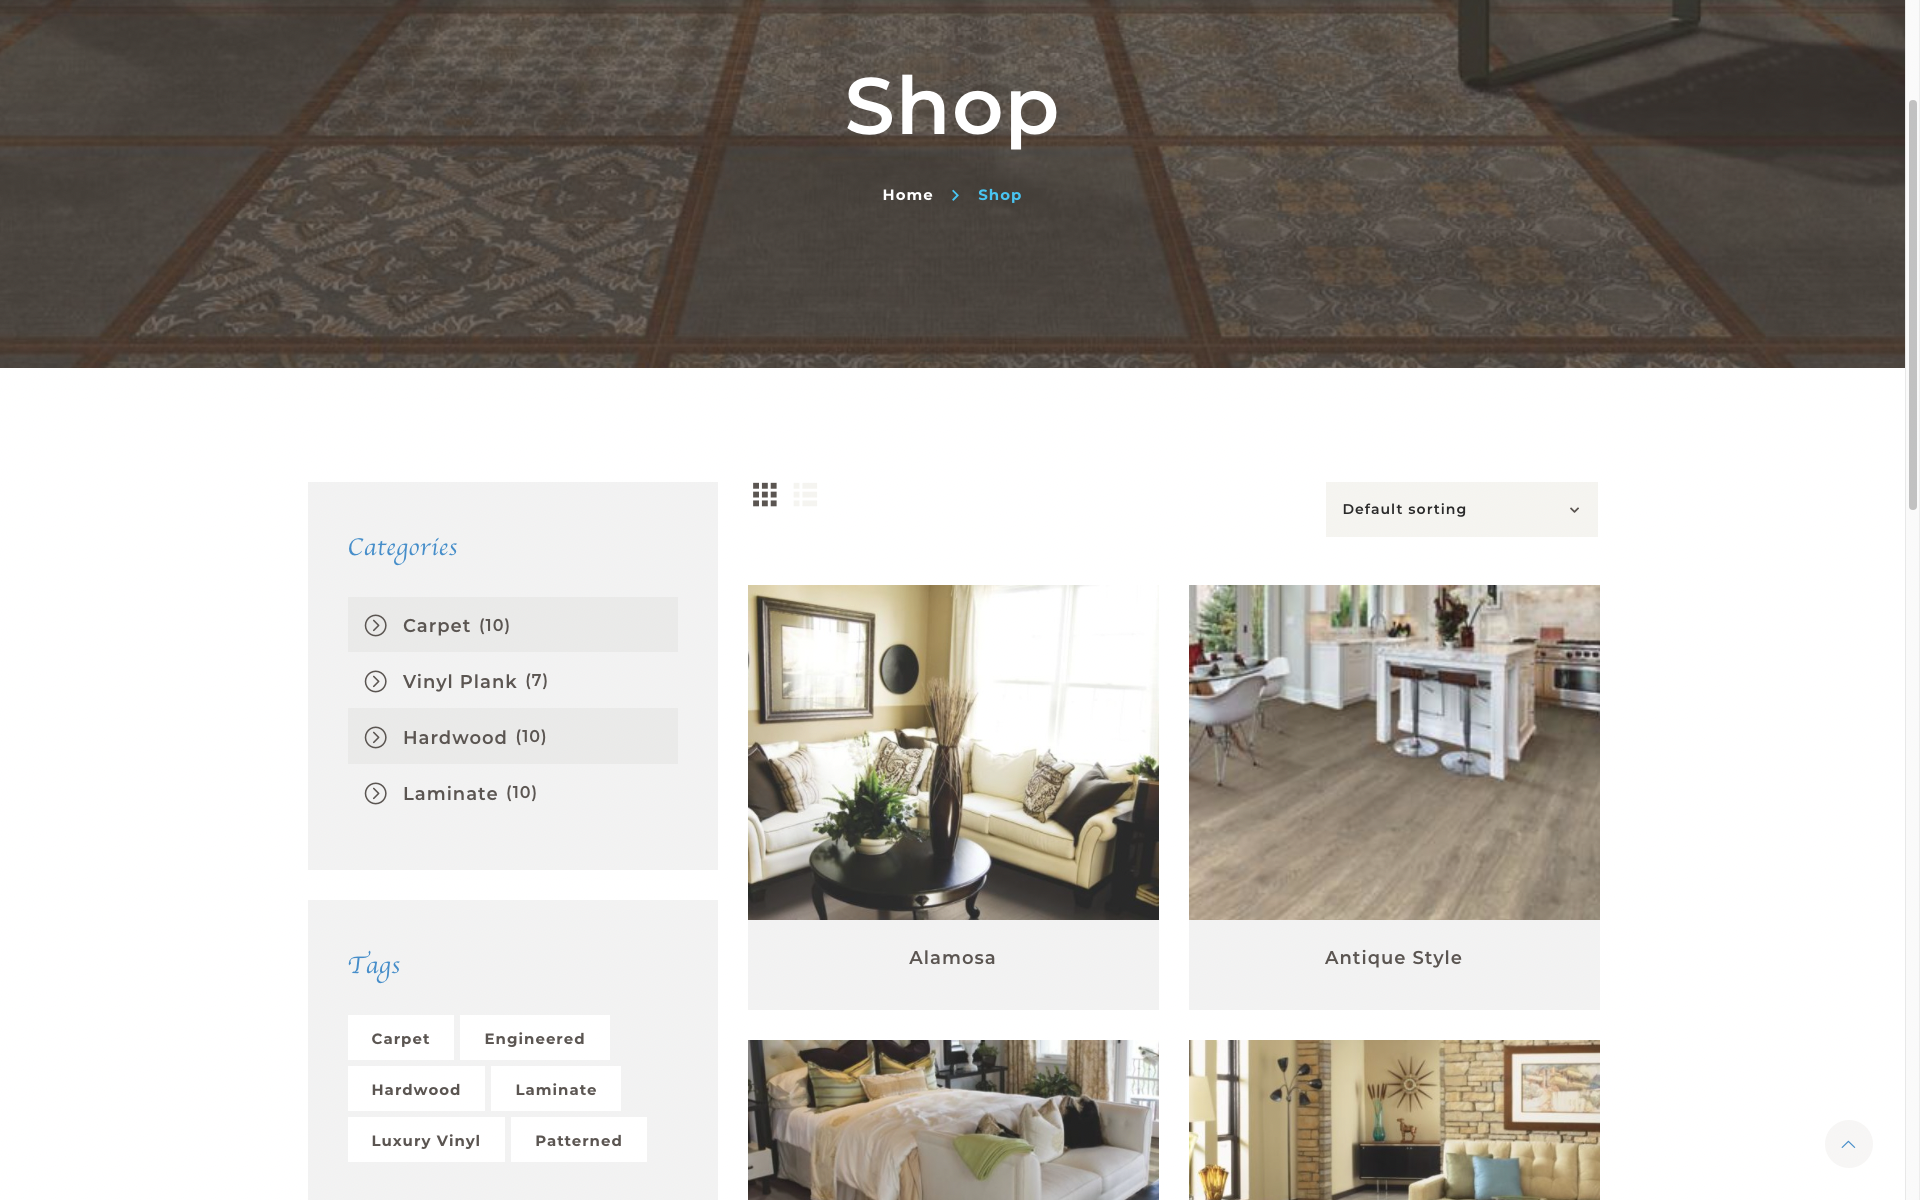 Shop
Home
Shop
Default sorting
Categories
Carpet (10)
Vinyl Plank (7)
Hardwood (10)
Laminate (10)
Alamosa
Antique Style
Tags
Carpet
Engineered
Hardwood
Laminate
Luxury Vinyl
Patterned